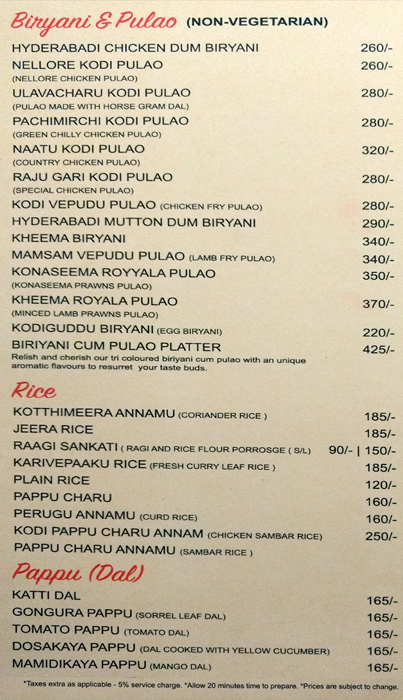 Biryani & Pulao (NON-VEGETARIAN)
HYDERABADI CHICKEN DUM BIRYANI 260/-
NELLORE KODI PULAO 260/-
(NELLORE CHICKEN PULAO)
ULAVACHARU KODI PULAO 280/-
(PULAO MADE WITH HORSE GRAM DAL)
PACHIMIRCHI KODI PULAO 280/-
(GREEN CHILLY CHICKEN PULAO)
NAATU KODI PULAO 320/-
(COUNTRY CHICKEN PULAO)
RAJU GARI KODI PULAO 280/-
(SPECIAL CHICKEN PULAO)
KODI VEPUDU PULAO (CHICKEN FRY PULAO) 280/-
HYDERABADI MUTTON DUM BIRYANI 290/-
KHEEMA BIRYANI 340/-
MAMSAM VEPUDU PULAO (LAMB FRY PULAO) 340/-
KONASEEMA ROYYALA PULAO 350/-
(KONASEEMA PRAWNS PULAO)
KHEEMA ROYALA PULAO 370/-
(MINCED LAMB PRAWNS PULAO)
KODIGUDDU BIRYANI (EGG BIRYANI) 220/-
BIRIYANI CUM PULAO PLATTER 425/-
Relish and cherish our tri coloured biriyani cum pulao with an unique
aromatic flavours to resurret your taste buds.
Rice
KOTTHIMEERA ANNAMU (CORIANDER RICE ) 185/-
JEERA RICE 185/-
RAAGI SANKATI ( RAGI AND RICE FLOUR PORROSGE ( S/L) 90/- | 150/-
KARIVEPAAKU RICE (FRESH CURRY LEAF RICE ) 185/-
PLAIN RICE 120/-
PAPPU CHARU 160/-
PERUGU ANNAMU (CURD RICE) 160/-
KODI PAPPU CHARU ANNAM (CHICKEN SAMBAR RICE) 250/-
PAPPU CHARU ANNAMU (SAMBAR RICE )
Pappu (Dal)
KATTI DAL 165/-
GONGURA PAPPU (SORREL LEAF DAL) 165/-
TOMATO PAPPU (TOMATO DAL) 165/-
DOSAKAYA PAPPU (DAL COOKED WITH YELLOW CUCUMBER) 165/-
MAMIDIKAYA PAPPU (MANGO DAL) 165/-
*Taxes extra as applicable - 5% service charge. *Allow 20 minutes time to prepare. *Prices are subject to change.